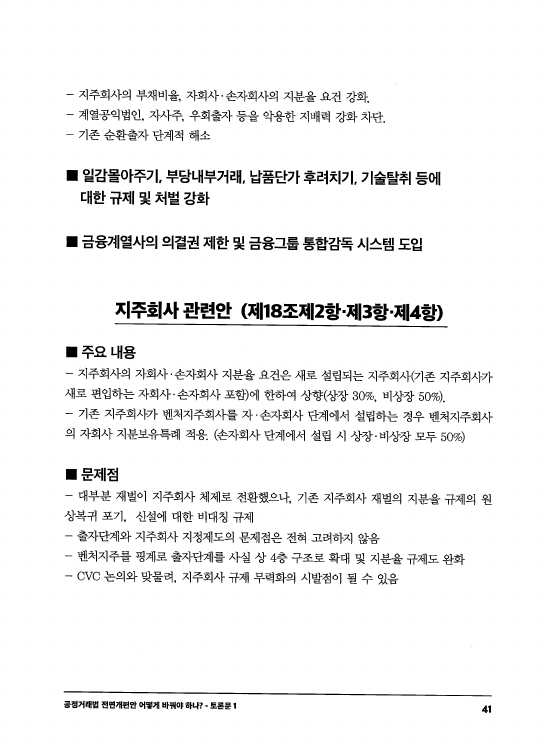 - 지주회사의 부채비율, 자회사·손자회사의 지분율 요건 강화.
- 계열공익법인, 자사주, 우회출자 등을 악용한 지배력 강화 차단.
- 기존 순환출자 단계적 해소
■ 일감몰아주기, 부당내부거래, 납품단가 후려치기, 기술탈취 등에
대한 규제 및 처벌 강화
■ 금융계열사의 의결권 제한 및 금융그룹 통합감독 시스템 도입
지주회사 관련안 (제18조제2항·제3항·제4항)
■ 주요 내용
- 지주회사의 자회사·손자회사 지분율 요건은 새로 설립되는 지주회사(기존 지주회사가
새로 편입하는 자회사·손자회사 포함)에 한하여 상향(상장 30%, 비상장 50%).
- 기존 지주회사가 벤처지주회사를 자·손자회사 단계에서 설립하는 경우 벤처지주회사
의 자회사 지분보유특례 적용. (손자회사 단계에서 설립 시 상장·비상장 모두 50%)
■ 문제점
- 대부분 재벌이 지주회사 체제로 전환했으나, 기존 지주회사 재벌의 지분율 규제의 원
상복귀 포기, 신설에 대한 비대칭 규제
- 출자단계와 지주회사 지정제도의 문제점은 전혀 고려하지 않음
- 벤처지주를 핑계로 출자단계를 사실 상 4층 구조로 확대 및 지분율 규제도 완화
- CVC 논의와 맞물려, 지주회사 규제 무력화의 시발점이 될 수 있음
공정거래법 전면개편안 어떻게 바꿔야 하나? - 토론문 1
41